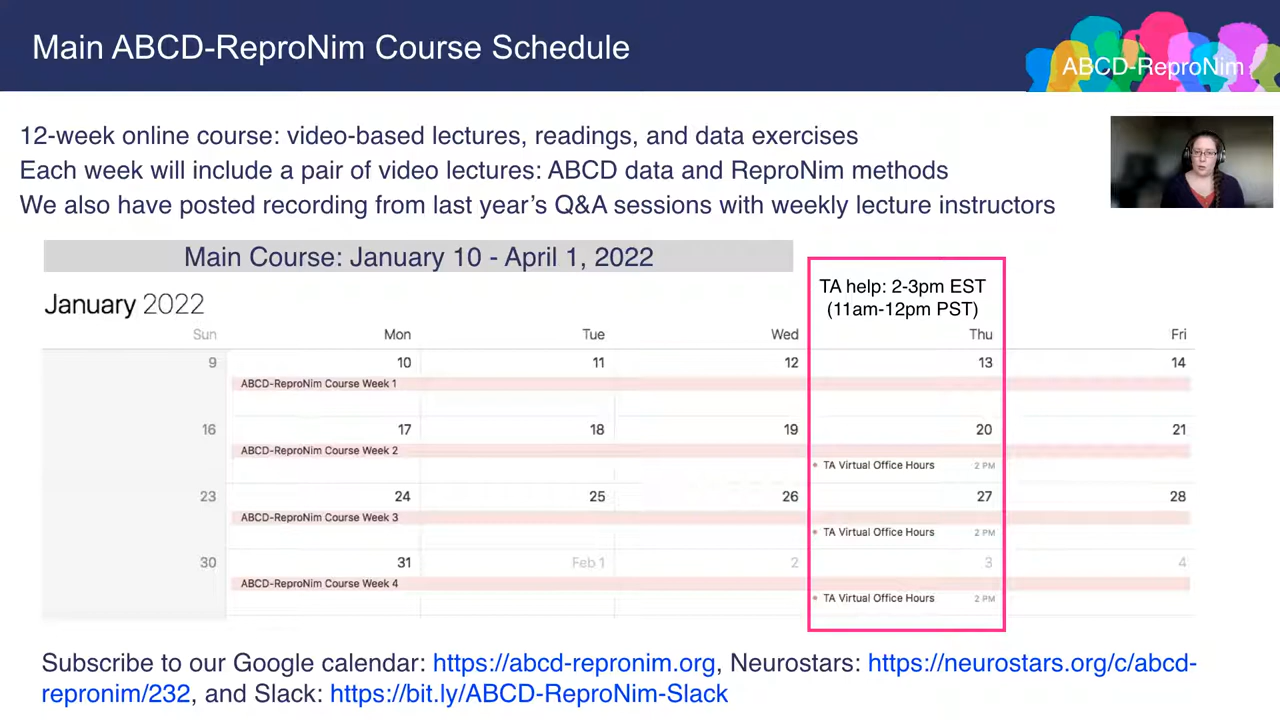 Main ABCD-ReproNim Course Schedule
ABCD-ReproNim
12-week online course: video-based lectures, readings, and data exercises
Each week will include a pair of video lectures: ABCD data and ReproNim methods
We also have posted recording from last year's Q&A sessions with weekly lecture instructors
Main Course: January 10 - April 1, 2022
TA help: 2-3pm EST
(11am-12pm PST)
January 2022
Sun Mon Tue Wed Thu Fri
9 10 11 12 13 14
ABCD-ReproNim Course Week 1
16 17 18 19 20 21
ABCD-ReproNim Course Week 2
TA Virtual Office Hours 2 PM
23 24 25 26 27 28
ABCD-ReproNim Course Week 3
TA Virtual Office Hours 2 PM
30 31 Feb 1 2 3 4
ABCD-ReproNim Course Week 4
TA Virtual Office Hours 2 PM
Subscribe to our Google calendar: https://abcd-repronim.org, Neurostars: https://neurostars.org/c/abcd-
repronim/232, and Slack: https://bit.ly/ABCD-ReproNim-Slack